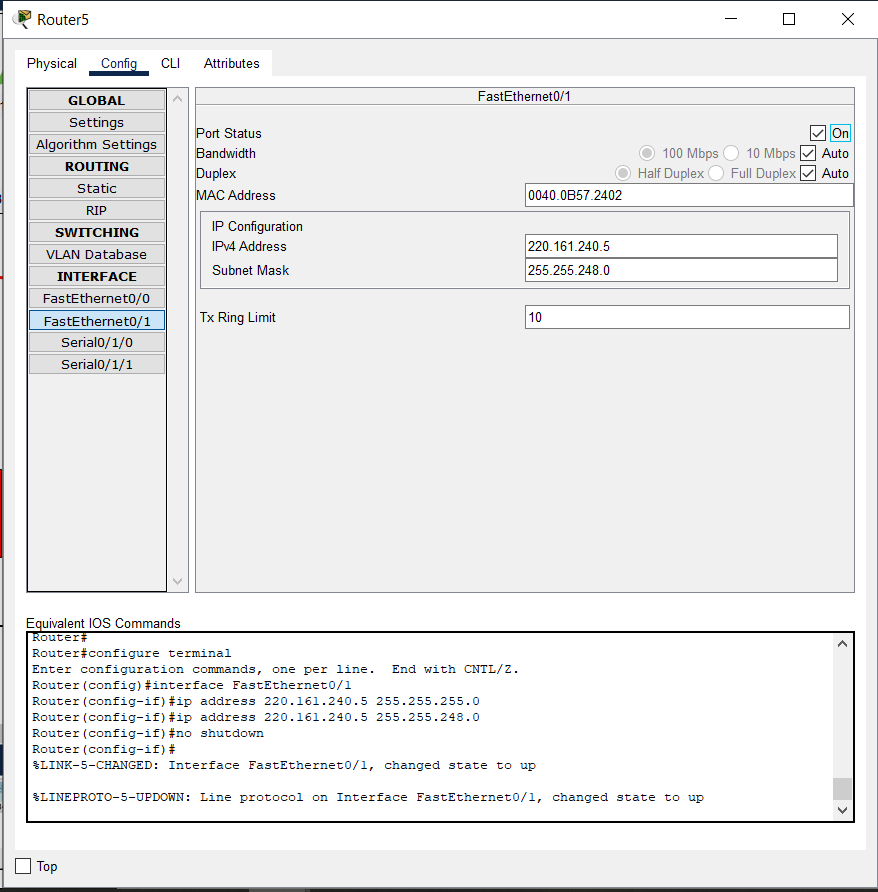 Router5
Physical Config CLI Attributes
GLOBAL
Settings
Algorithm Settings
ROUTING
Static
RIP
SWITCHING
VLAN Database
INTERFACE
FastEthernet0/0
FastEthernet0/1
Serial0/1/0
Serial0/1/1
FastEthernet0/1
Port Status On
Bandwidth 100 Mbps 10 Mbps Auto
Duplex Half Duplex Full Duplex Auto
MAC Address 0040.0B57.2402
IP Configuration
IPv4 Address 220.161.240.5
Subnet Mask 255.255.248.0
Tx Ring Limit 10
Equivalent IOS Commands
Router#
Router#configure terminal
Enter configuration commands, one per line. End with CNTL/Z.
Router(config)#interface FastEthernet0/1
Router(config-if)#ip address 220.161.240.5 255.255.255.0
Router(config-if)#ip address 220.161.240.5 255.255.248.0
Router(config-if)#no shutdown
Router(config-if)#
%LINK-5-CHANGED: Interface FastEthernet0/1, changed state to up
%LINEPROTO-5-UPDOWN: Line protocol on Interface FastEthernet0/1, changed state to up
Top